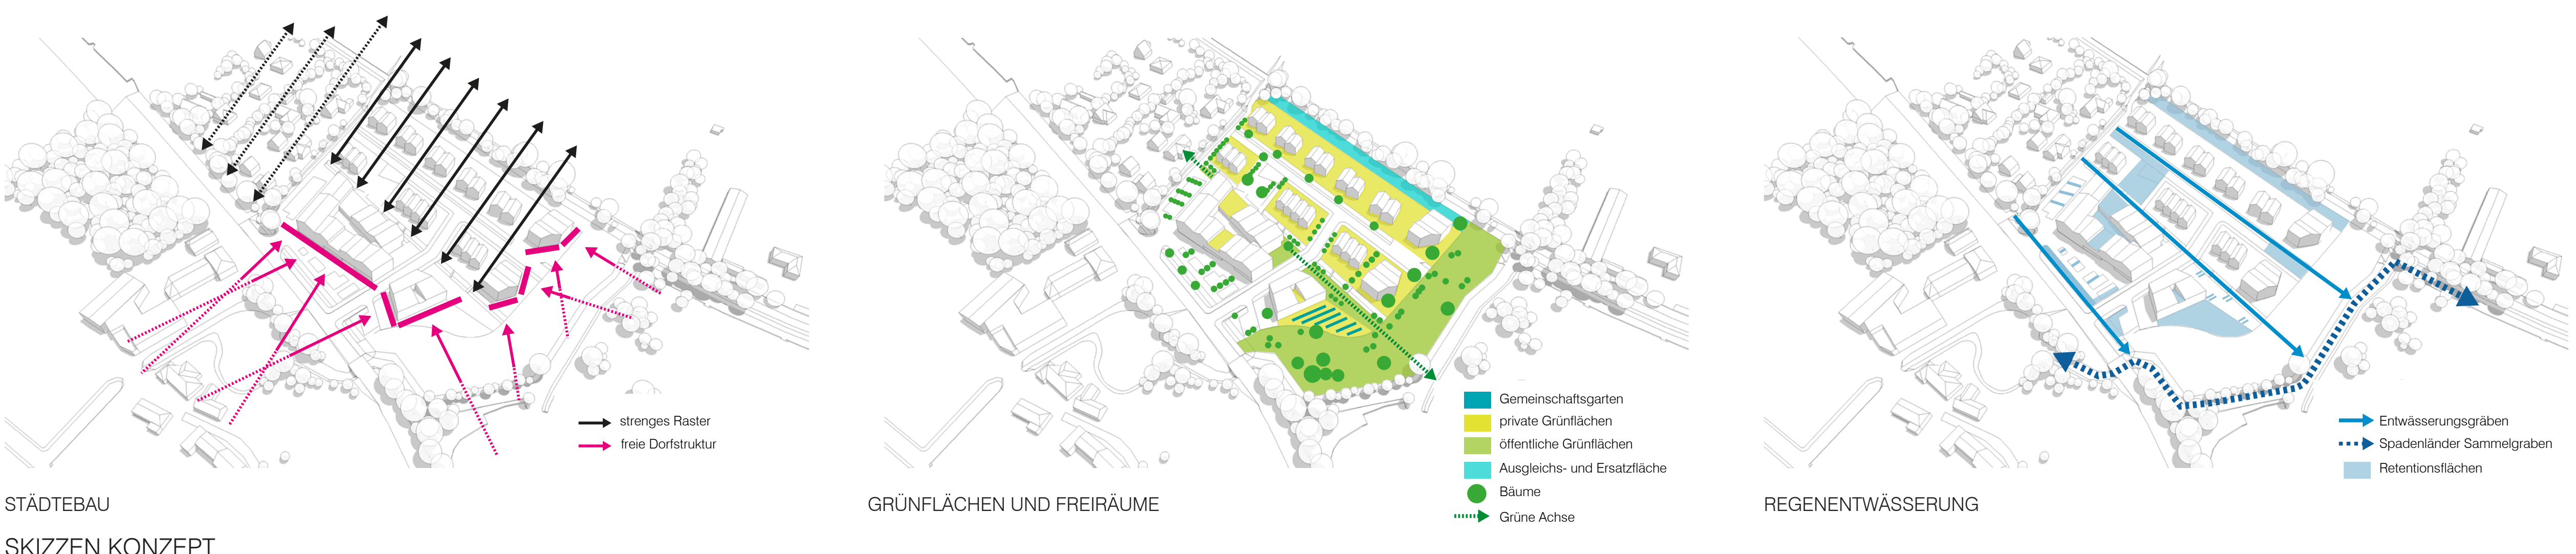 strenges Raster
freie Dorfstruktur
STÄDTEBAU
SKIZZEN KONZEPT
Gemeinschaftsgarten
private Grünflächen
öffentliche Grünflächen
Ausgleichs- und Ersatzfläche
Bäume
Grüne Achse
GRÜNFLÄCHEN UND FREIRÄUME
Entwässerungsgräben
Spadenländer Sammelgraben
Retentionsflächen
REGENENTWÄSSERUNG